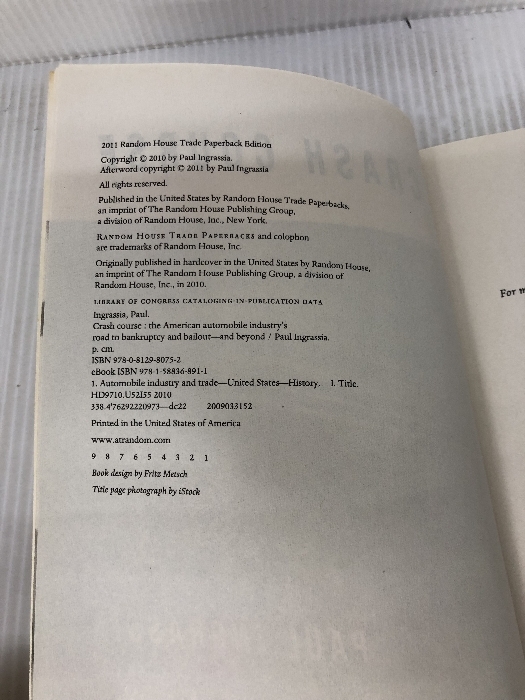 2011 Random House Trade Paperback Edition
Copyright © 2010 by Paul Ingrassia.
Afterword copyright © 2011 by Paul Ingrassia
All rights reserved.
Published in the United States by Random House Trade Paperbacks,
an imprint of The Random House Publishing Group,
a division of Random House, Inc., New York.
RANDOM HOUSE TRADE PAPERBACKS and colophon
are trademarks of Random House, Inc.
Originally published in hardcover in the United States by Random House,
an imprint of The Random House Publishing Group, a division of
Random House, Inc., in 2010.
LIBRARY OF CONGRESS CATALOGING-IN-PUBLICATION DATA
Ingrassia, Paul.
Crash course : the American automobile industry's
road to bankruptcy and bailout—and beyond / Paul Ingrassia.
p. cm.
ISBN 978-0-8129-8075-2
eBook ISBN 978-1-58836-891-1
1. Automobile industry and trade—United States—History. I. Title.
HD9710.U52I55 2010
338.4'76292220973—dc22 2009033152
Printed in the United States of America
www.atrandom.com
9 8 7 6 5 4 3 2 1
Book design by Fritz Metsch
Title page photograph by iStock
For